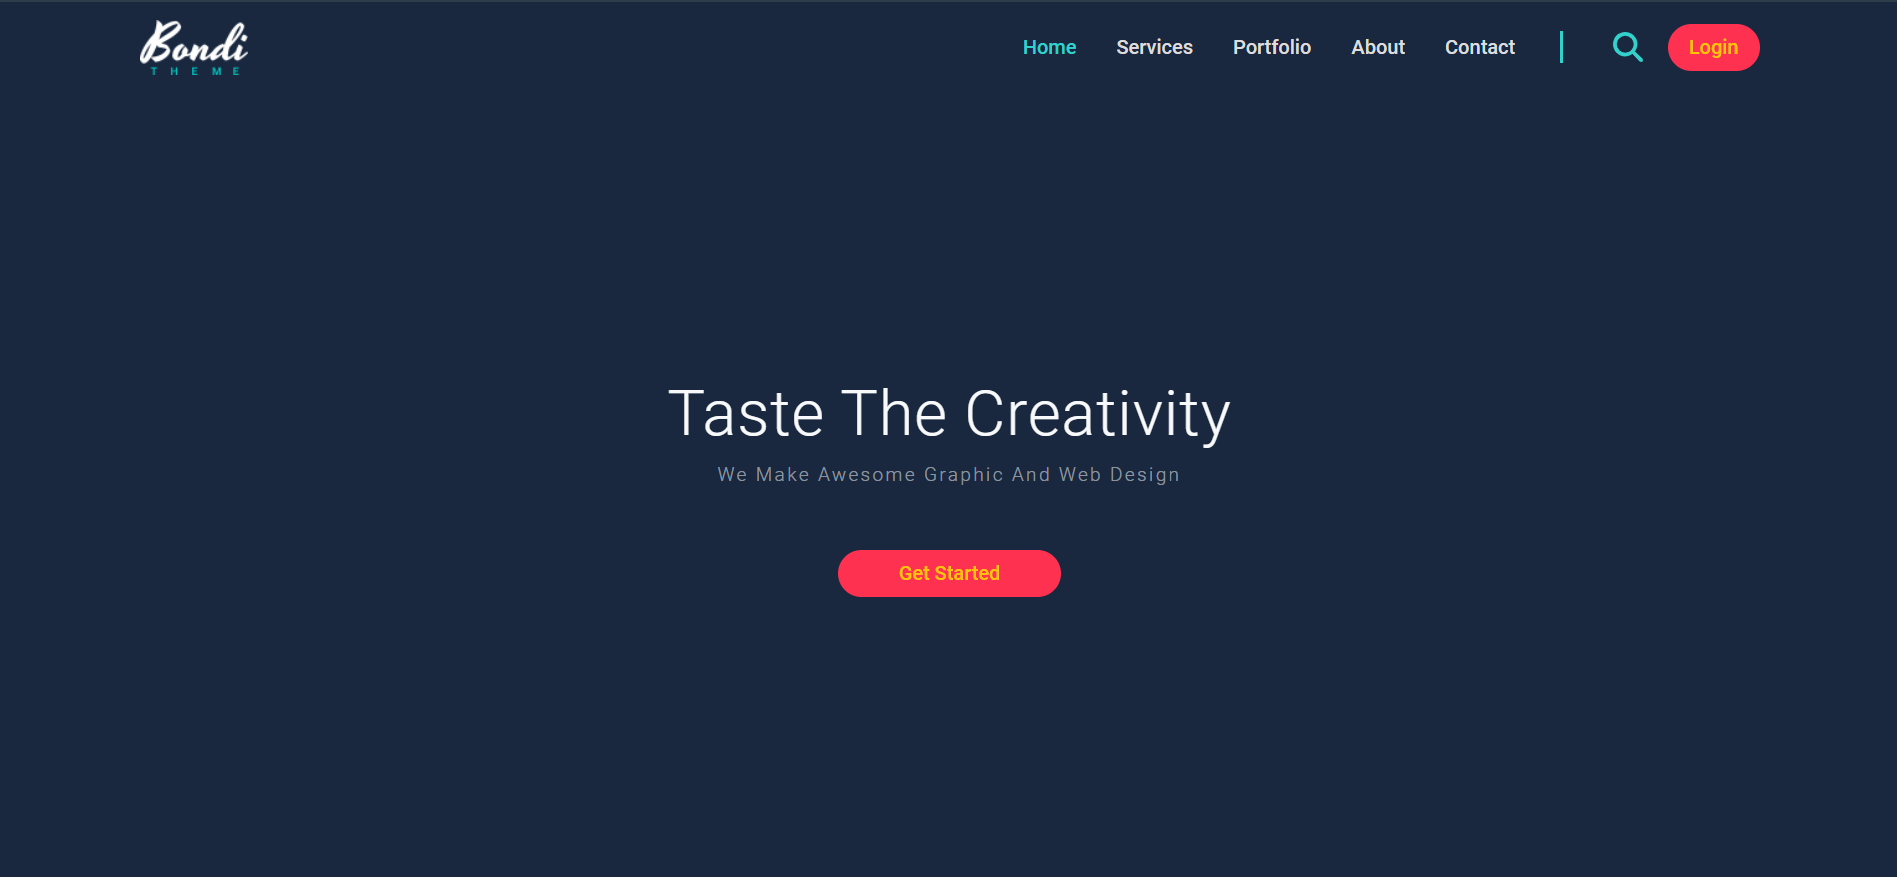 Bondi
THEME
Home Services Portfolio About Contact Login
Taste The Creativity
We Make Awesome Graphic And Web Design
Get Started